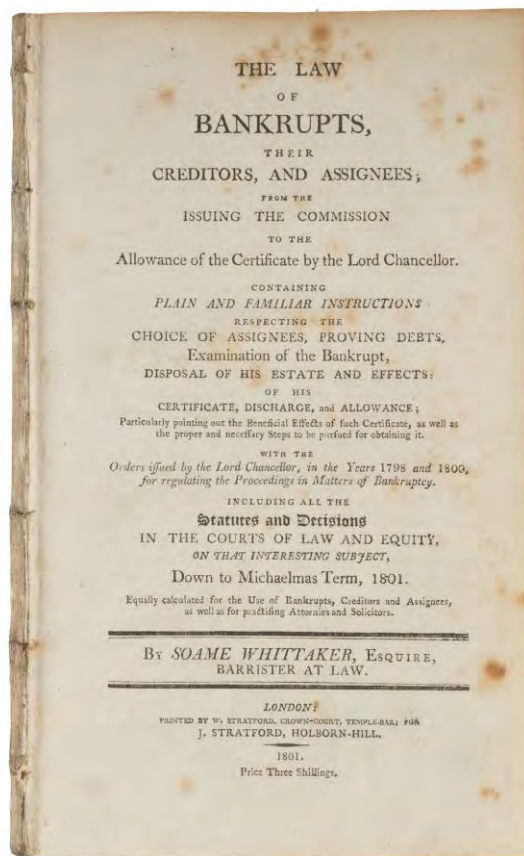 THE LAW
OF
BANKRUPTS,
THEIR
CREDITORS, AND ASSIGNEES;
FROM THE
ISSUING THE COMMISSION
TO THE
Allowance of the Certificate by the Lord Chancellor.
CONTAINING
PLAIN AND FAMILIAR INSTRUCTIONS
RESPECTING THE
CHOICE OF ASSIGNEES, PROVING DEBTS,
Examination of the Bankrupt,
DISPOSAL OF HIS ESTATE AND EFFECTS:
OF HIS
CERTIFICATE, DISCHARGE, and ALLOWANCE;
Particularly pointing out the Beneficial Effects of ſuch Certificate, as well as
the proper and neceſſary Steps to be purſued for obtaining it.
WITH THE
Orders iſſued by the Lord Chancellor, in the Years 1798 and 1800,
for regulating the Proceedings in Matters of Bankruptcy.
INCLUDING ALL THE
Statutes and Decisions
IN THE COURTS OF LAW AND EQUITY,
ON THAT INTERESTING SUBJECT,
Down to Michaelmas Term, 1801.
Equally calculated for the Use of Bankrupts, Creditors and Assignees,
as well as for practiſing Attornies and Solicitors.
BY SOAME WHITTAKER, ESQUIRE,
BARRISTER AT LAW.
LONDON:
PRINTED BY W. STRATFORD, CROWN-COURT, TEMPLE-BAR; FOR
J. STRATFORD, HOLBORN-HILL.
1801.
Price Three Shillings.